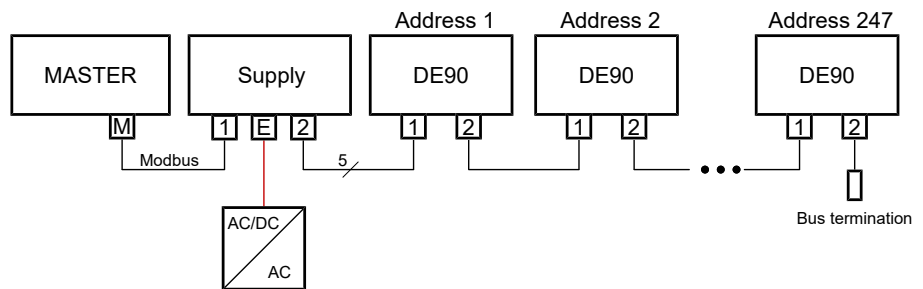 Address 1
Address 2
Address 247
MASTER
Supply
DE90
DE90
DE90
M
1
E
2
1
2
1
2
1
2
Modbus
5
Bus termination
AC/DC
AC